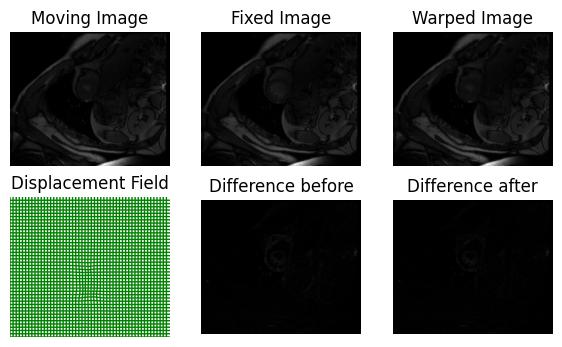 Moving Image
Fixed Image
Warped Image
Displacement Field
Difference before
Difference after